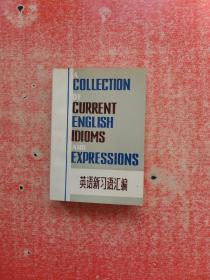 A
COLLECTION
OF
CURRENT
ENGLISH
IDIOMS
AND
EXPRESSIONS
英语新习语汇编